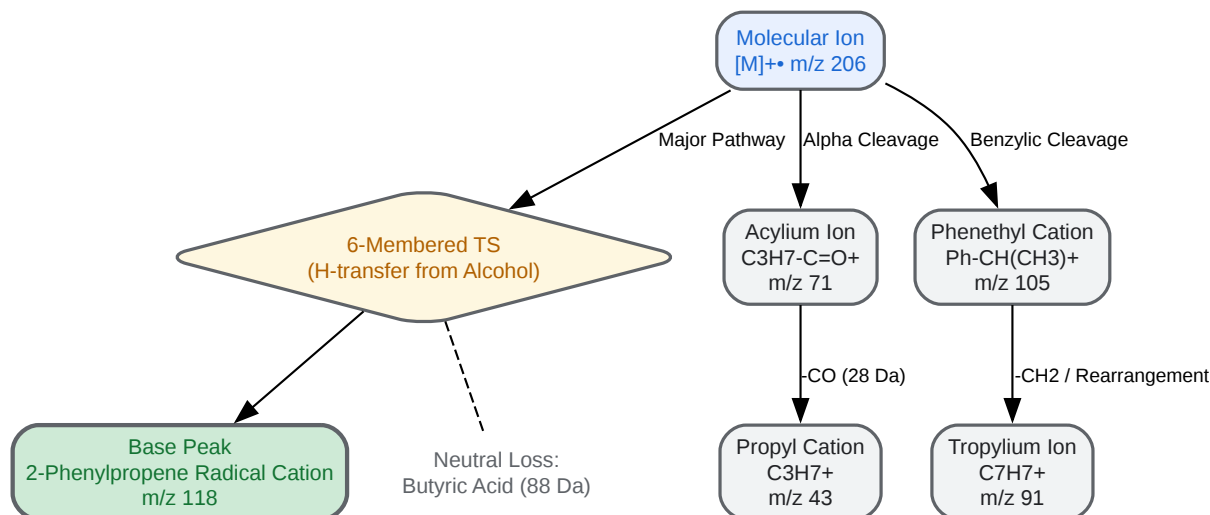 Molecular Ion
[M]+• m/z 206
Major Pathway
Alpha Cleavage
Benzylic Cleavage
6-Membered TS
(H-transfer from Alcohol)
Acylium Ion
C3H7-C=O+
m/z 71
Phenethyl Cation
Ph-CH(CH3)+
m/z 105
-CO (28 Da)
-CH2 / Rearrangement
Base Peak
2-Phenylpropene Radical Cation
m/z 118
Neutral Loss:
Butyric Acid (88 Da)
Propyl Cation
C3H7+
m/z 43
Tropylium Ion
C7H7+
m/z 91